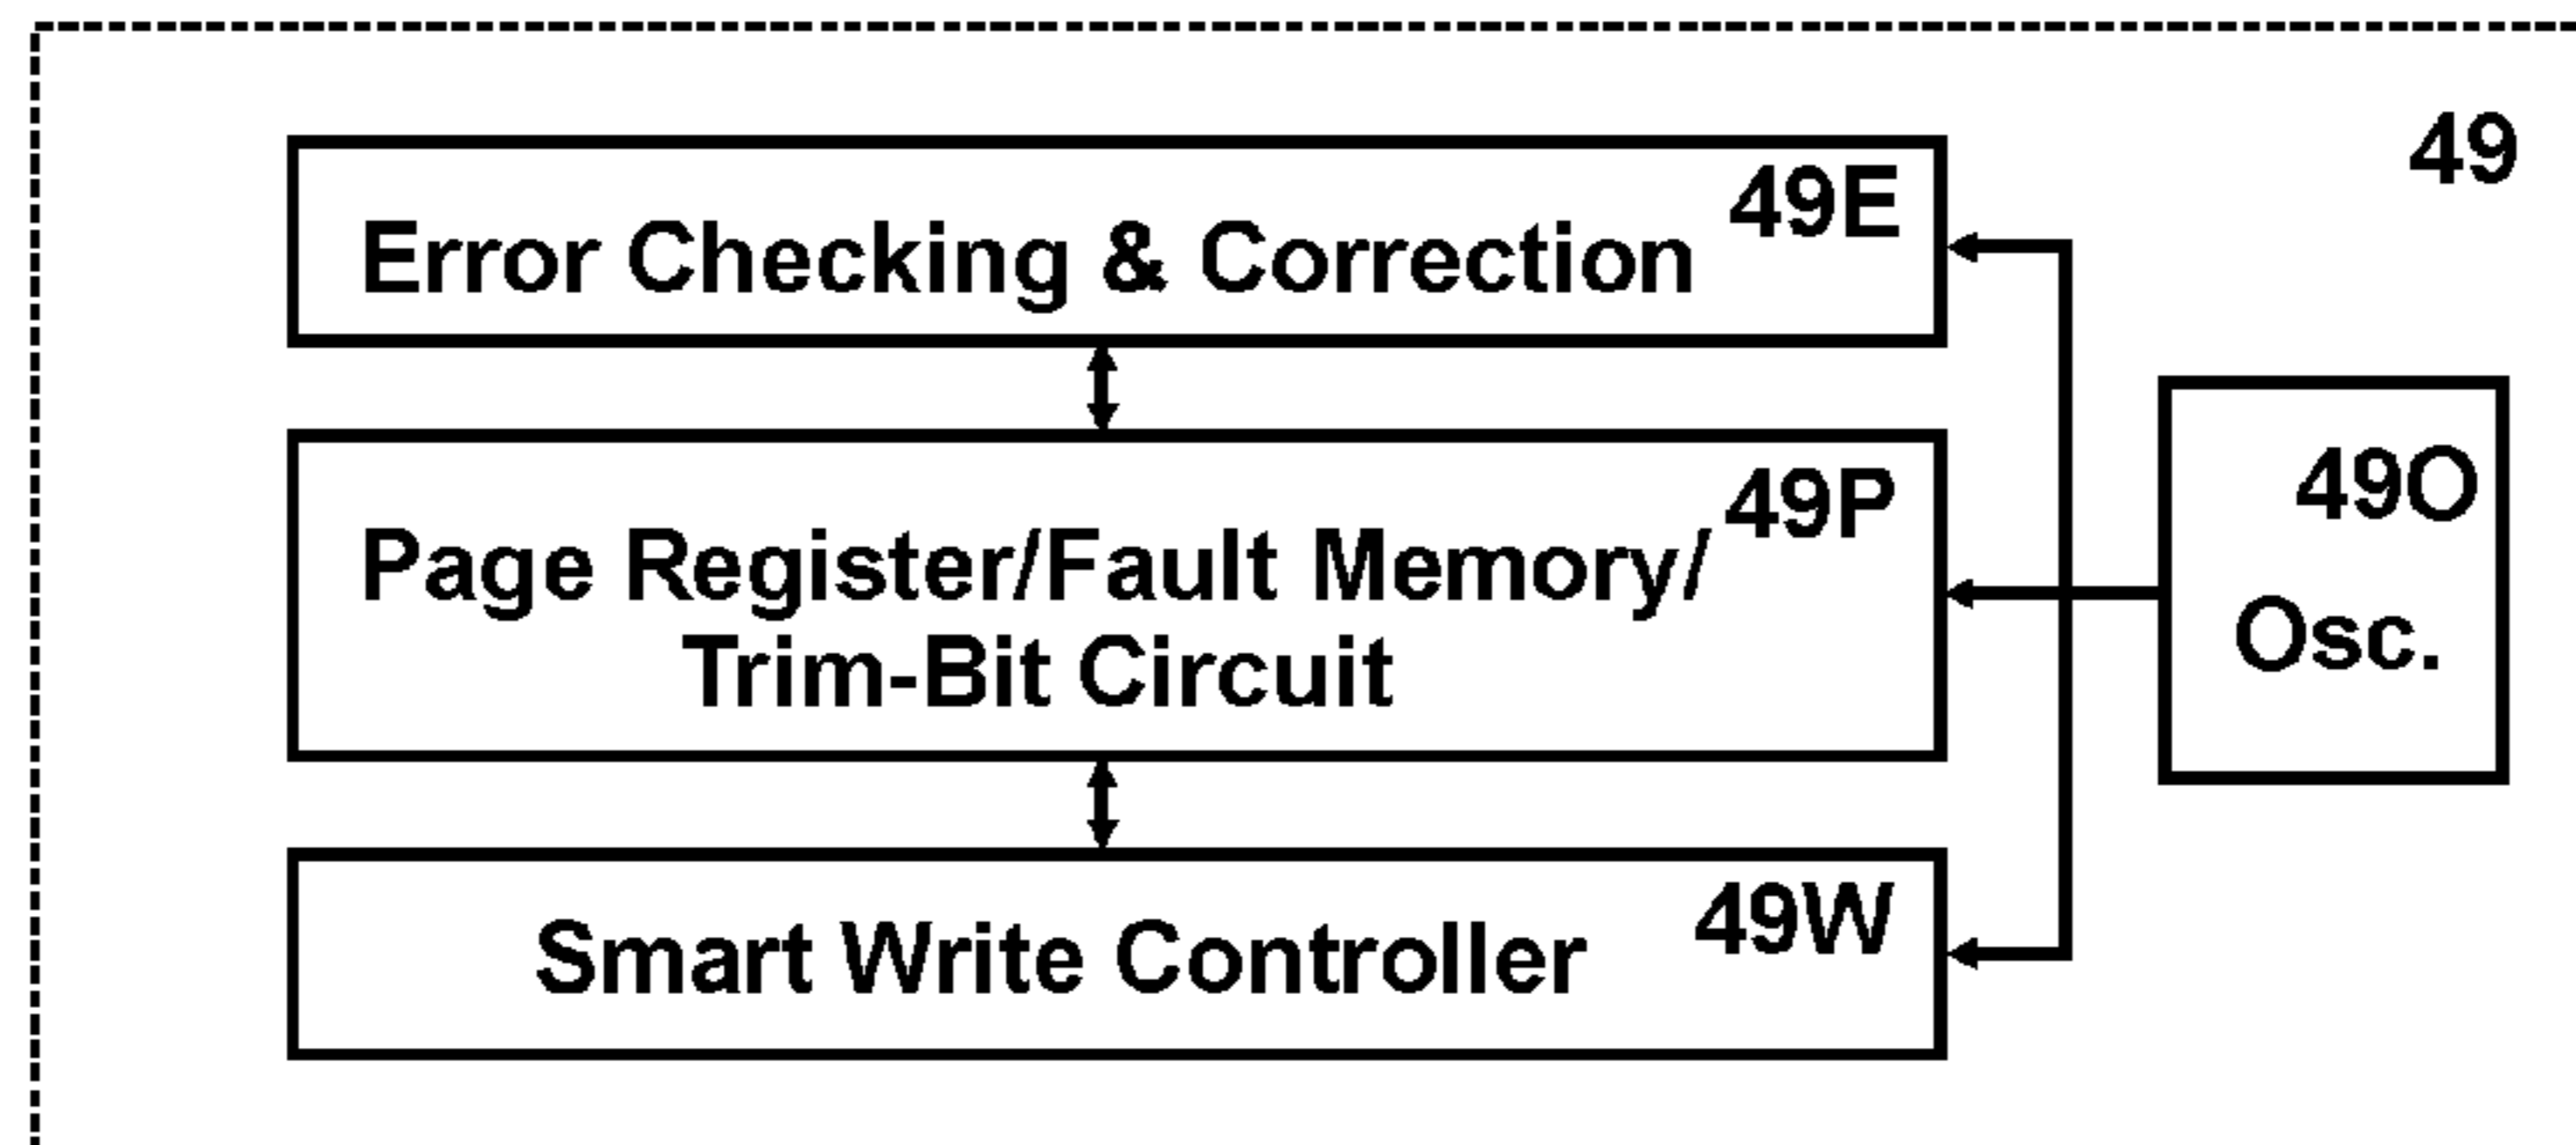 49
49E
Error Checking & Correction
49P
Page Register/Fault Memory/
Trim-Bit Circuit
49O
Osc.
49W
Smart Write Controller